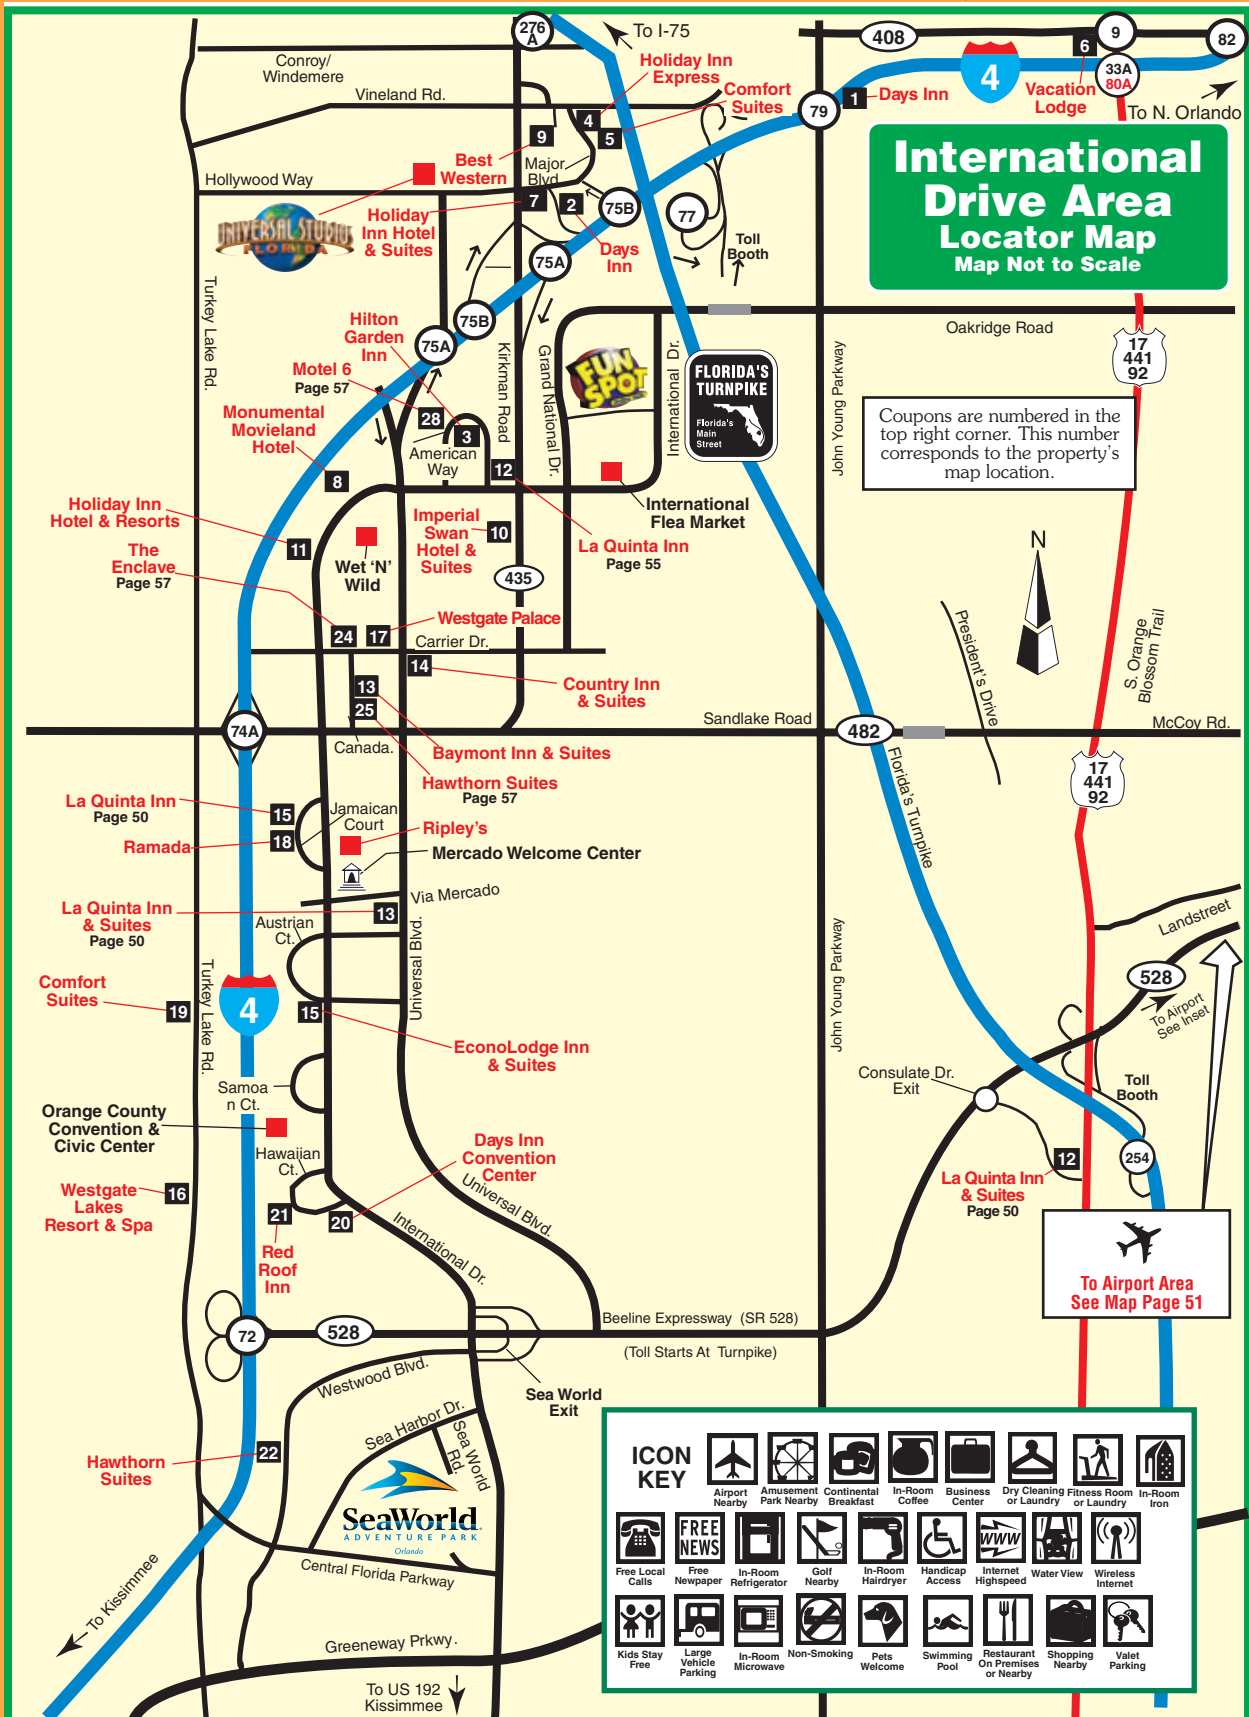 International
Drive Area
Locator Map
Map Not to Scale
276
A
To I-75
408
9
82
6
33A
80A
4
To N. Orlando
Conroy/
Windemere
Vineland Rd.
Holiday Inn
Express
Comfort
Suites
79
1
Days Inn
Vacation
Lodge
4
5
9
Best
Western
Major
Blvd.
Hollywood Way
UNIVERSAL STUDIOS
FLORIDA
Holiday
Inn Hotel
& Suites
7
2
75B
77
75A
Days
Inn
Toll
Booth
Turkey Lake Rd.
Hilton
Garden
Inn
75B
75A
Kirkman Road
Grand National Dr.
FUN
SPOT
International Dr.
FLORIDA'S
TURNPIKE
Florida's
Main
Street
Oakridge Road
John Young Parkway
17
441
92
Motel 6
Page 57
Monumental
Movieland
Hotel
28
3
American
Way
8
12
Coupons are numbered in the
top right corner. This number
corresponds to the property's
map location.
International
Flea Market
Holiday Inn
Hotel & Resorts
11
Wet 'N'
Wild
Imperial
Swan
Hotel &
Suites
10
La Quinta Inn
Page 55
The
Enclave
Page 57
435
N
24
17
Westgate Palace
Carrier Dr.
14
Country Inn
& Suites
President's Drive
S. Orange
Blossom Trail
13
25
74A
Canada.
Sandlake Road
482
McCoy Rd.
Baymont Inn & Suites
Hawthorn Suites
Page 57
Florida's Turnpike
17
441
92
La Quinta Inn
Page 50
15
Jamaican
Court
Ramada
18
Ripley's
Mercado Welcome Center
Via Mercado
La Quinta Inn
& Suites
Page 50
13
Austrian
Ct.
Universal Blvd.
John Young Parkway
Landstreet
528
To Airport
See Inset
Comfort
Suites
19
Turkey Lake Rd.
4
15
EconoLodge Inn
& Suites
Consulate Dr.
Exit
Toll
Booth
Samoa
n Ct.
Orange County
Convention &
Civic Center
Hawaiian
Ct.
Days Inn
Convention
Center
12
254
La Quinta Inn
& Suites
Page 50
Westgate
Lakes
Resort & Spa
16
21
20
Red
Roof
Inn
International Dr.
Universal Blvd.
To Airport Area
See Map Page 51
72
528
Beeline Expressway (SR 528)
(Toll Starts At Turnpike)
Westwood Blvd.
Sea World
Exit
Sea Harbor Dr.
Sea World
Rd.
Hawthorn
Suites
22
SeaWorld
ADVENTURE PARK
Orlando
Central Florida Parkway
To Kissimmee
Greeneway Prkwy.
To US 192
Kissimmee
ICON
KEY
Airport
Nearby
Amusement
Park Nearby
Continental
Breakfast
In-Room
Coffee
Business
Center
Dry Cleaning
or Laundry
Fitness Room
or Laundry
In-Room
Iron
FREE
NEWS
WWW
Free Local
Calls
Free
Newpaper
In-Room
Refrigerator
Golf
Nearby
In-Room
Hairdryer
Handicap
Access
Internet
Highspeed
Water View
Wireless
Internet
Kids Stay
Free
Large
Vehicle
Parking
In-Room
Microwave
Non-Smoking
Pets
Welcome
Swimming
Pool
Restaurant
On Premises
or Nearby
Shopping
Nearby
Valet
Parking